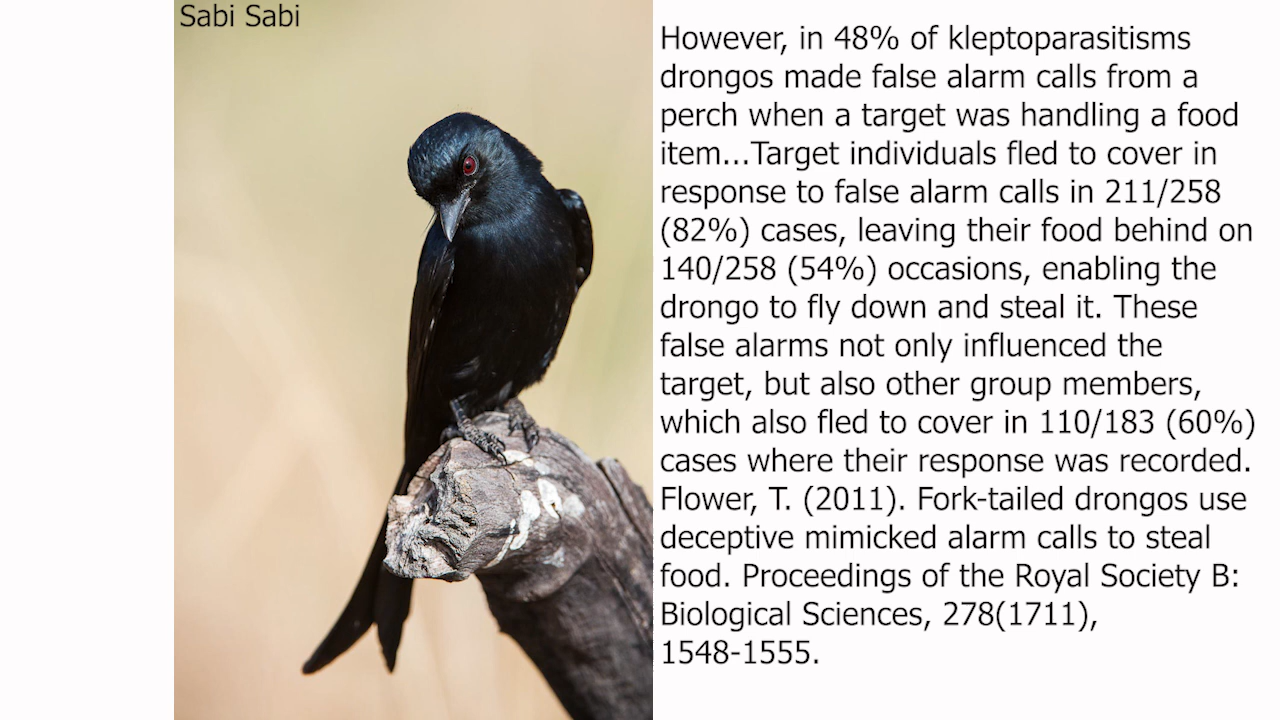 Sabi Sabi
However, in 48% of kleptoparasitisms
drongos made false alarm calls from a
perch when a target was handling a food
item...Target individuals fled to cover in
response to false alarm calls in 211/258
(82%) cases, leaving their food behind on
140/258 (54%) occasions, enabling the
drongo to fly down and steal it. These
false alarms not only influenced the
target, but also other group members,
which also fled to cover in 110/183 (60%)
cases where their response was recorded.
Flower, T. (2011). Fork-tailed drongos use
deceptive mimicked alarm calls to steal
food. Proceedings of the Royal Society B:
Biological Sciences, 278(1711),
1548-1555.